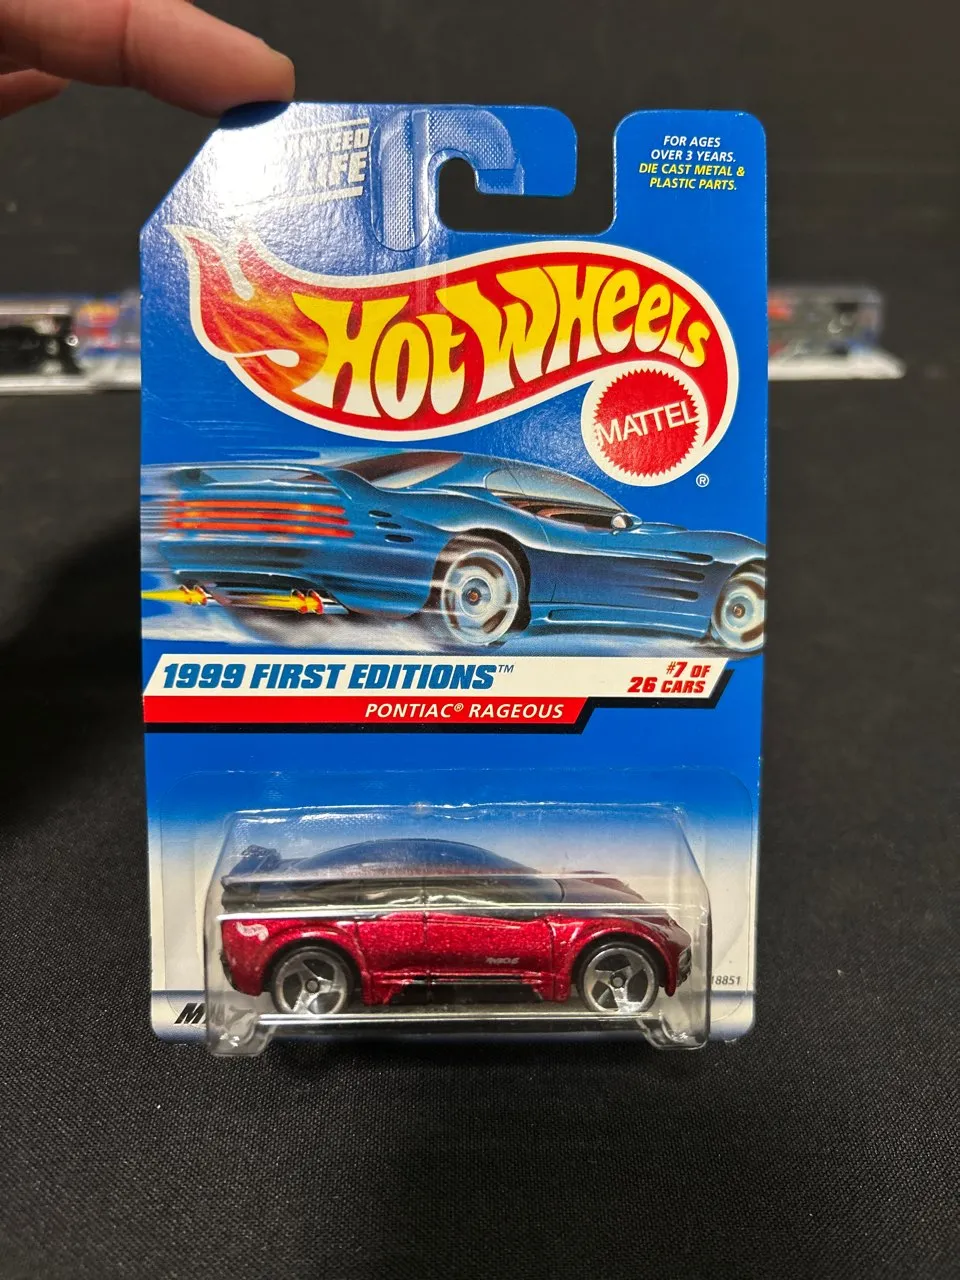 LIFE
FOR AGES
OVER 3 YEARS.
DIE CAST METAL &
PLASTIC PARTS.
HOT WHEELS
MATTEL
®
1999 FIRST EDITIONS™
#7 OF
26 CARS
PONTIAC® RAGEOUS
18851